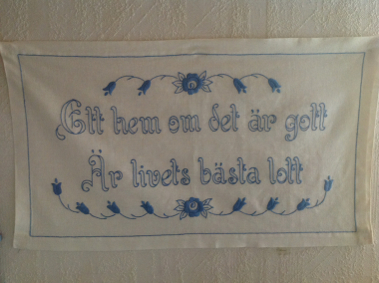 Ett hem om det är gott
Är livets bästa lott